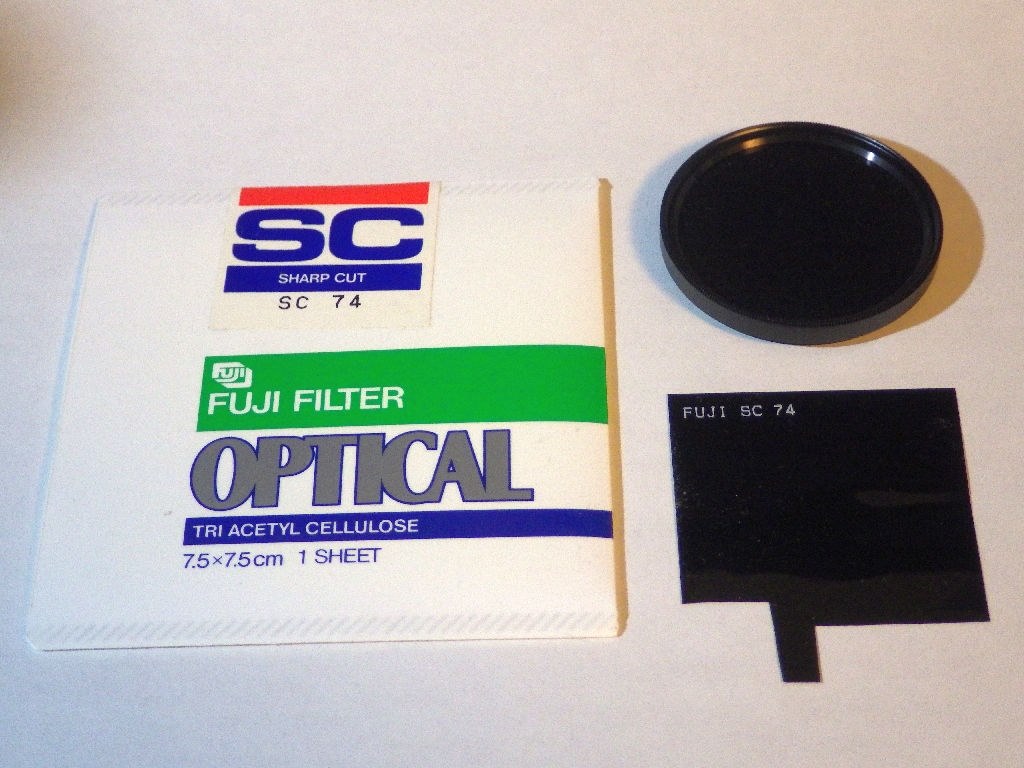 SC
SHARP CUT
SC 74
FUJI
FUJI FILTER
OPTICAL
TRI ACETYL CELLULOSE
7.5×7.5cm 1 SHEET
FUJI SC 74